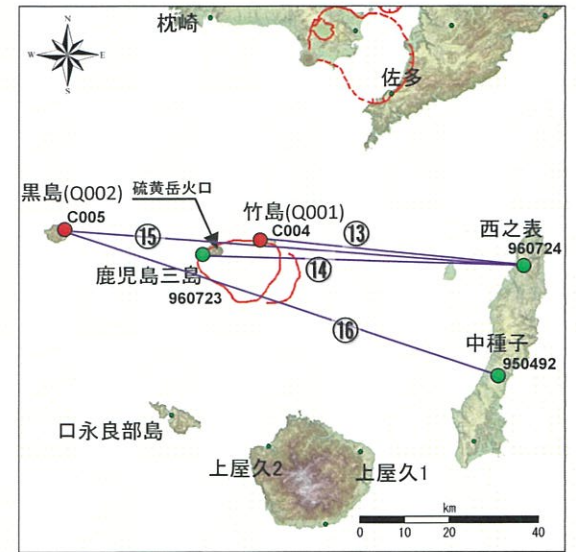 枕崎
N
W
E
S
佐多
黒島(Q002)
C005
硫黄岳火口
竹島(Q001)
C004
⑬
西之表
960724
⑮
⑭
鹿児島三島
960723
⑯
中種子
950492
口永良部島
上屋久2
上屋久1
km
0 10 20 40